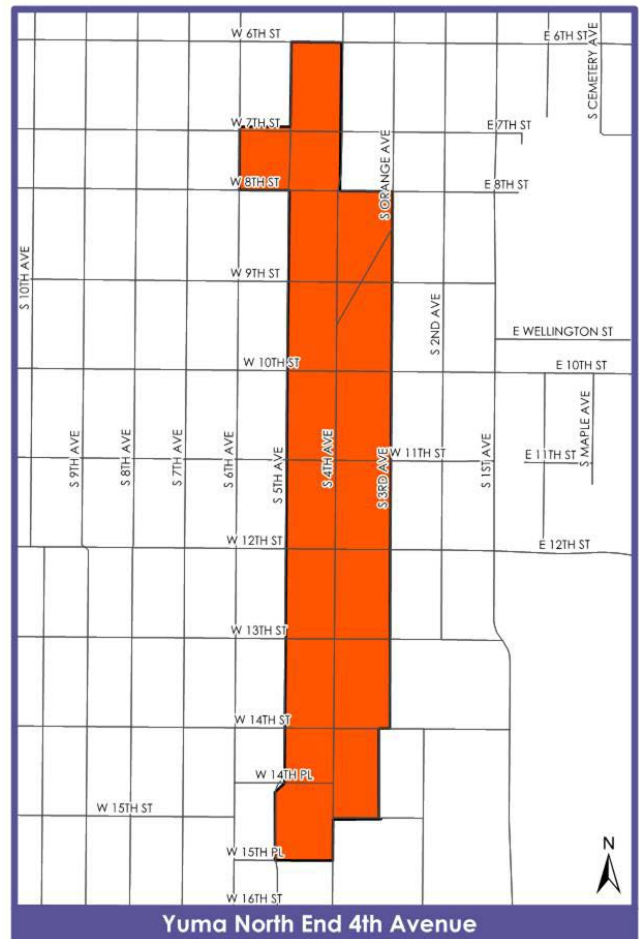 W 6TH ST
E 6TH ST
S CEMETERY AVE
W 7TH ST
E 7TH ST
S ORANGE AVE
W 8TH ST
E 8TH ST
S 10TH AVE
W 9TH ST
S 2ND AVE
E WELLINGTON ST
W 10TH ST
E 10TH ST
S MAPLE AVE
S 9TH AVE
S 8TH AVE
S 7TH AVE
S 6TH AVE
S 5TH AVE
S 4TH AVE
S 3RD AVE
W 11TH ST
S 1ST AVE
E 11TH ST
W 12TH ST
E 12TH ST
W 13TH ST
W 14TH ST
W 14TH PL
W 15TH ST
W 15TH PL
N
W 16TH ST
Yuma North End 4th Avenue